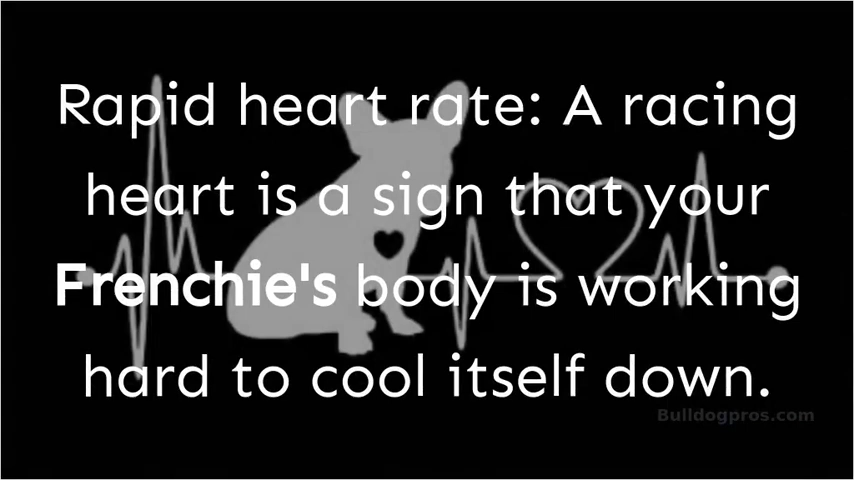 Rapid heart rate: A racing
heart is a sign that your
Frenchie's body is working
hard to cool itself down.
Bulldogpros.com